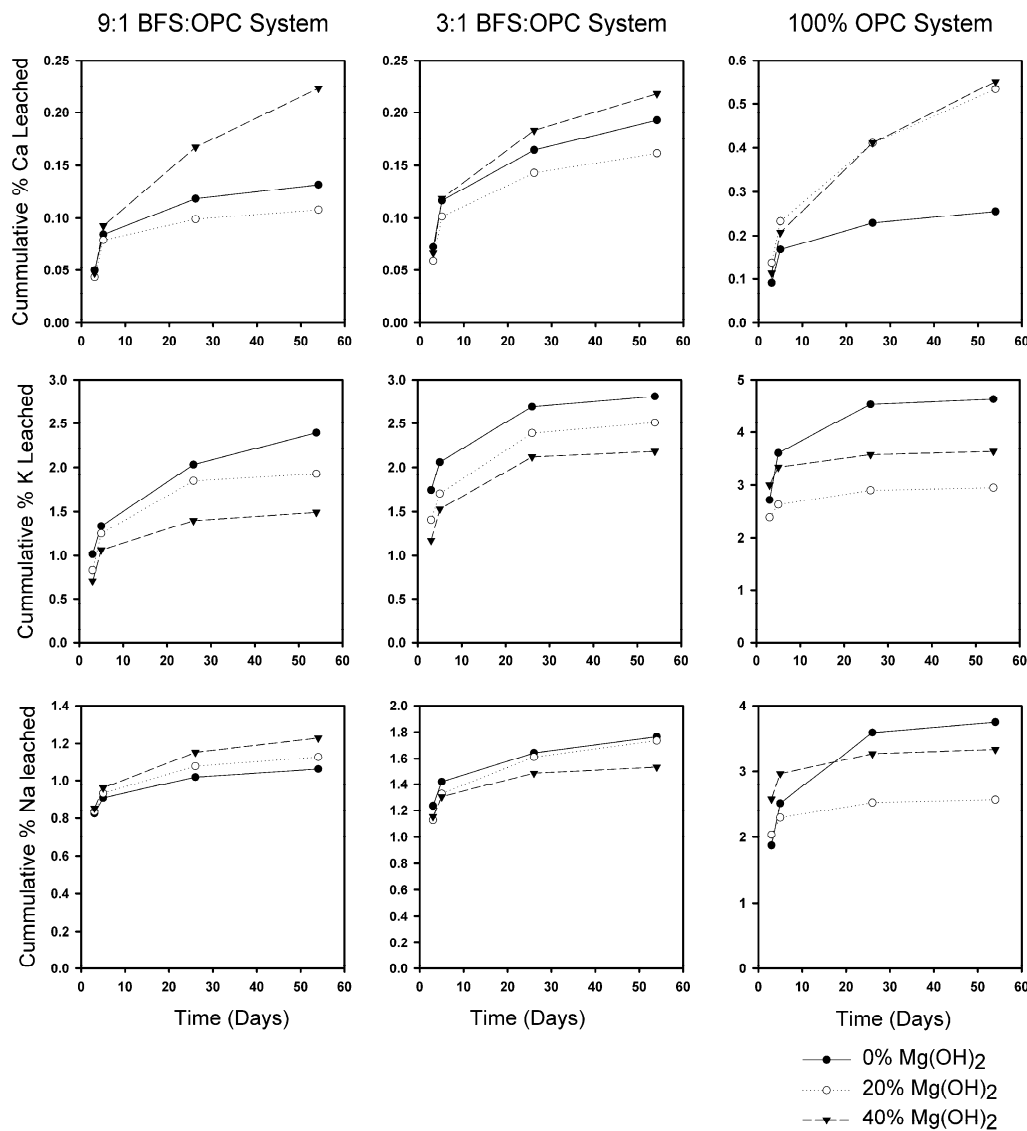 9:1 BFS:OPC System 3:1 BFS:OPC System 100% OPC System
Cummulative % Ca Leached
0.25 0.25 0.6
0.20 0.20 0.5
0.15 0.15 0.4
0.10 0.10 0.3
0.05 0.05 0.2
0.00 0.00 0.1
0.0
0 10 20 30 40 50 60 0 10 20 30 40 50 60 0 10 20 30 40 50 60
Cummulative % K Leached
3.0 3.0 5
2.5 2.5 4
2.0 2.0 3
1.5 1.5 2
1.0 1.0 1
0.5 0.5 0
0.0 0.0
0 10 20 30 40 50 60 0 10 20 30 40 50 60 0 10 20 30 40 50 60
Cummulative % Na leached
1.4 2.0 4
1.2 1.8 3
1.0 1.6 2
0.8 1.4 1
0.6 1.2 0
0.4 1.0
0.2 0.8
0.0 0.6
0.4
0.2
0.0
0 10 20 30 40 50 60 0 10 20 30 40 50 60 0 10 20 30 40 50 60
Time (Days) Time (Days) Time (Days)
0% Mg(OH)2
20% Mg(OH)2
40% Mg(OH)2